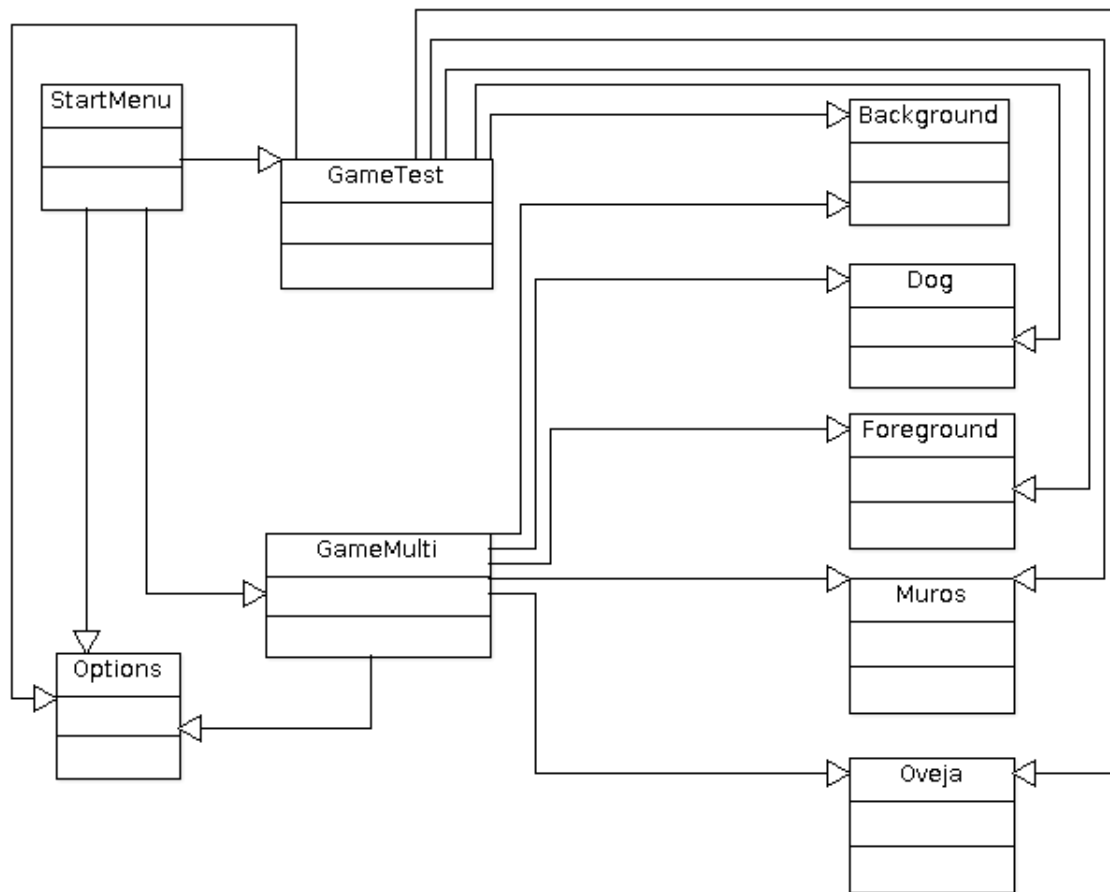 StartMenu
Background
GameTest
Dog
Foreground
GameMulti
Muros
Options
Oveja